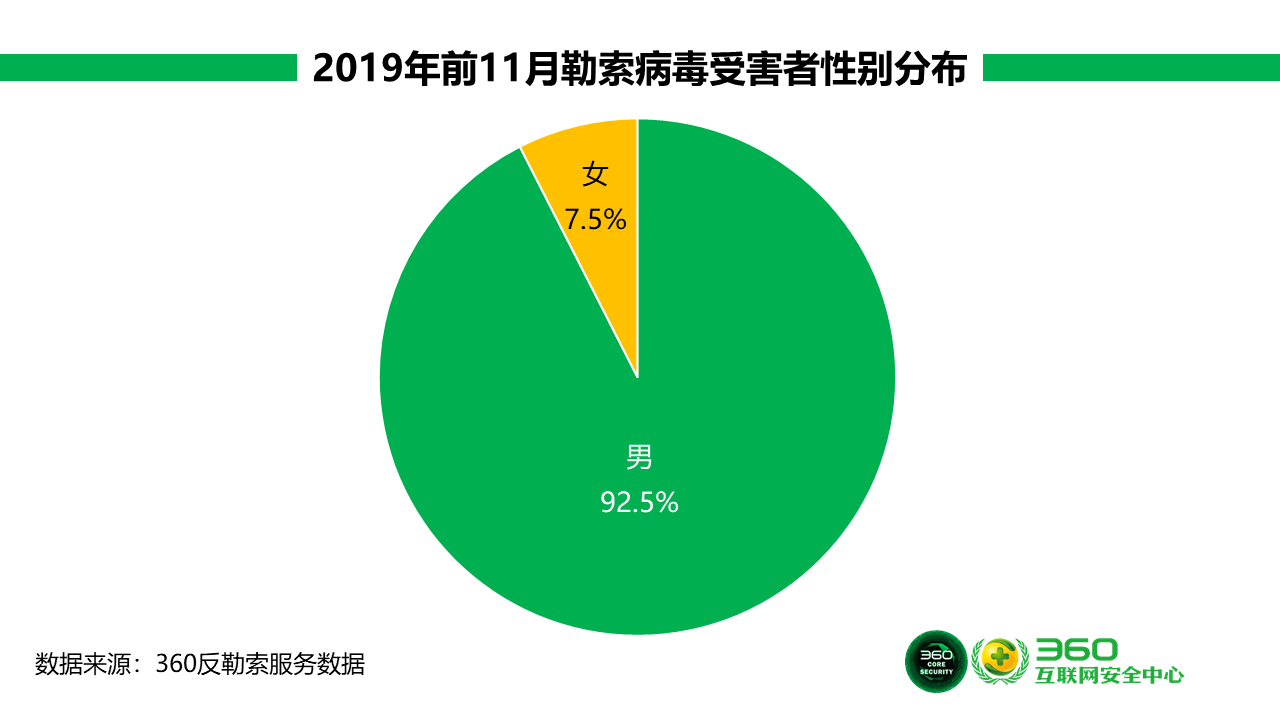 2019年前11月勒索病毒受害者性别分布
女
7.5%
男
92.5%
数据来源：360反勒索服务数据
360
CORE
SECURITY
360
互联网安全中心